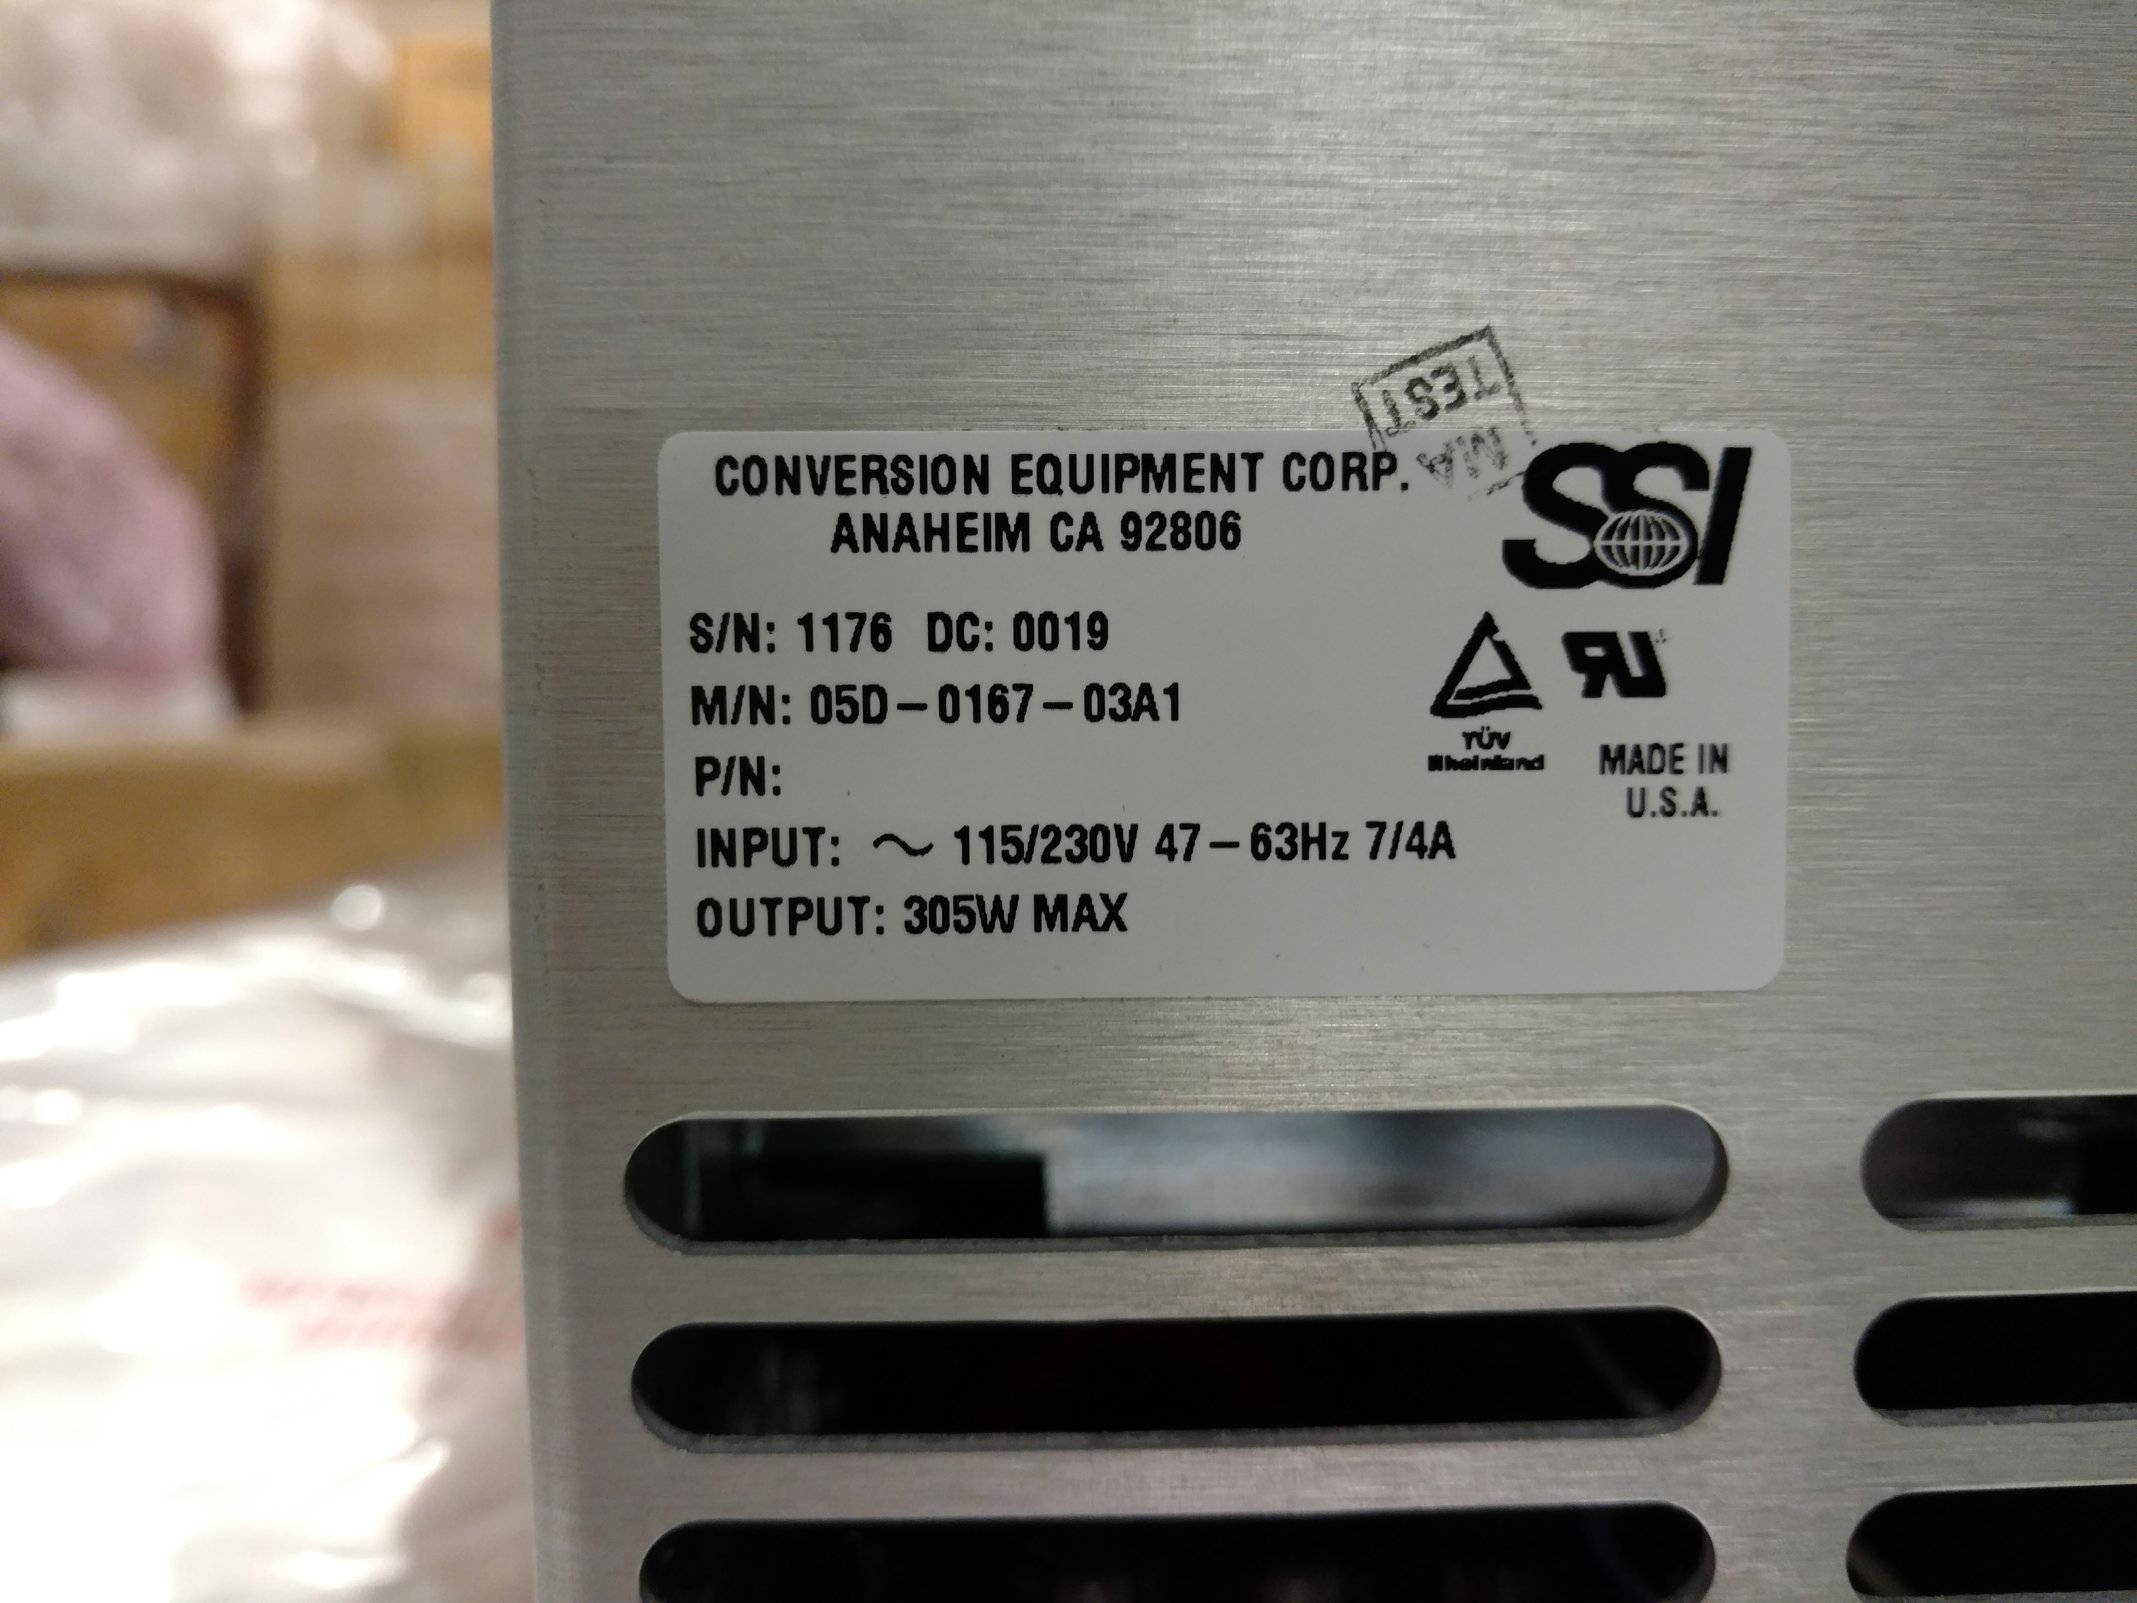 TEST
CONVERSION EQUIPMENT CORP.
ANAHEIM CA 92806
SSI
S/N: 1176 DC: 0019
M/N: 05D-0167-03A1
P/N:
TÜV
Rheinland
MADE IN
U.S.A.
INPUT: ~ 115/230V 47-63Hz 7/4A
OUTPUT: 305W MAX